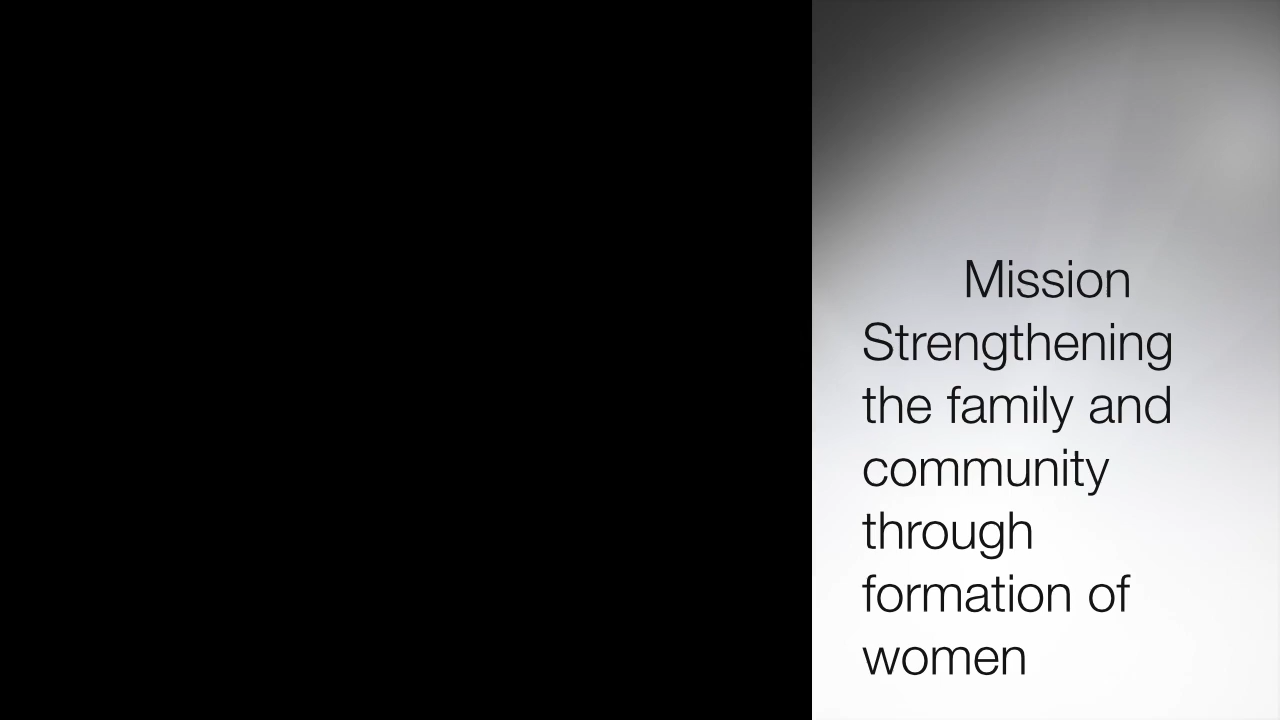 Mission
Strengthening
the family and
community
through
formation of
women